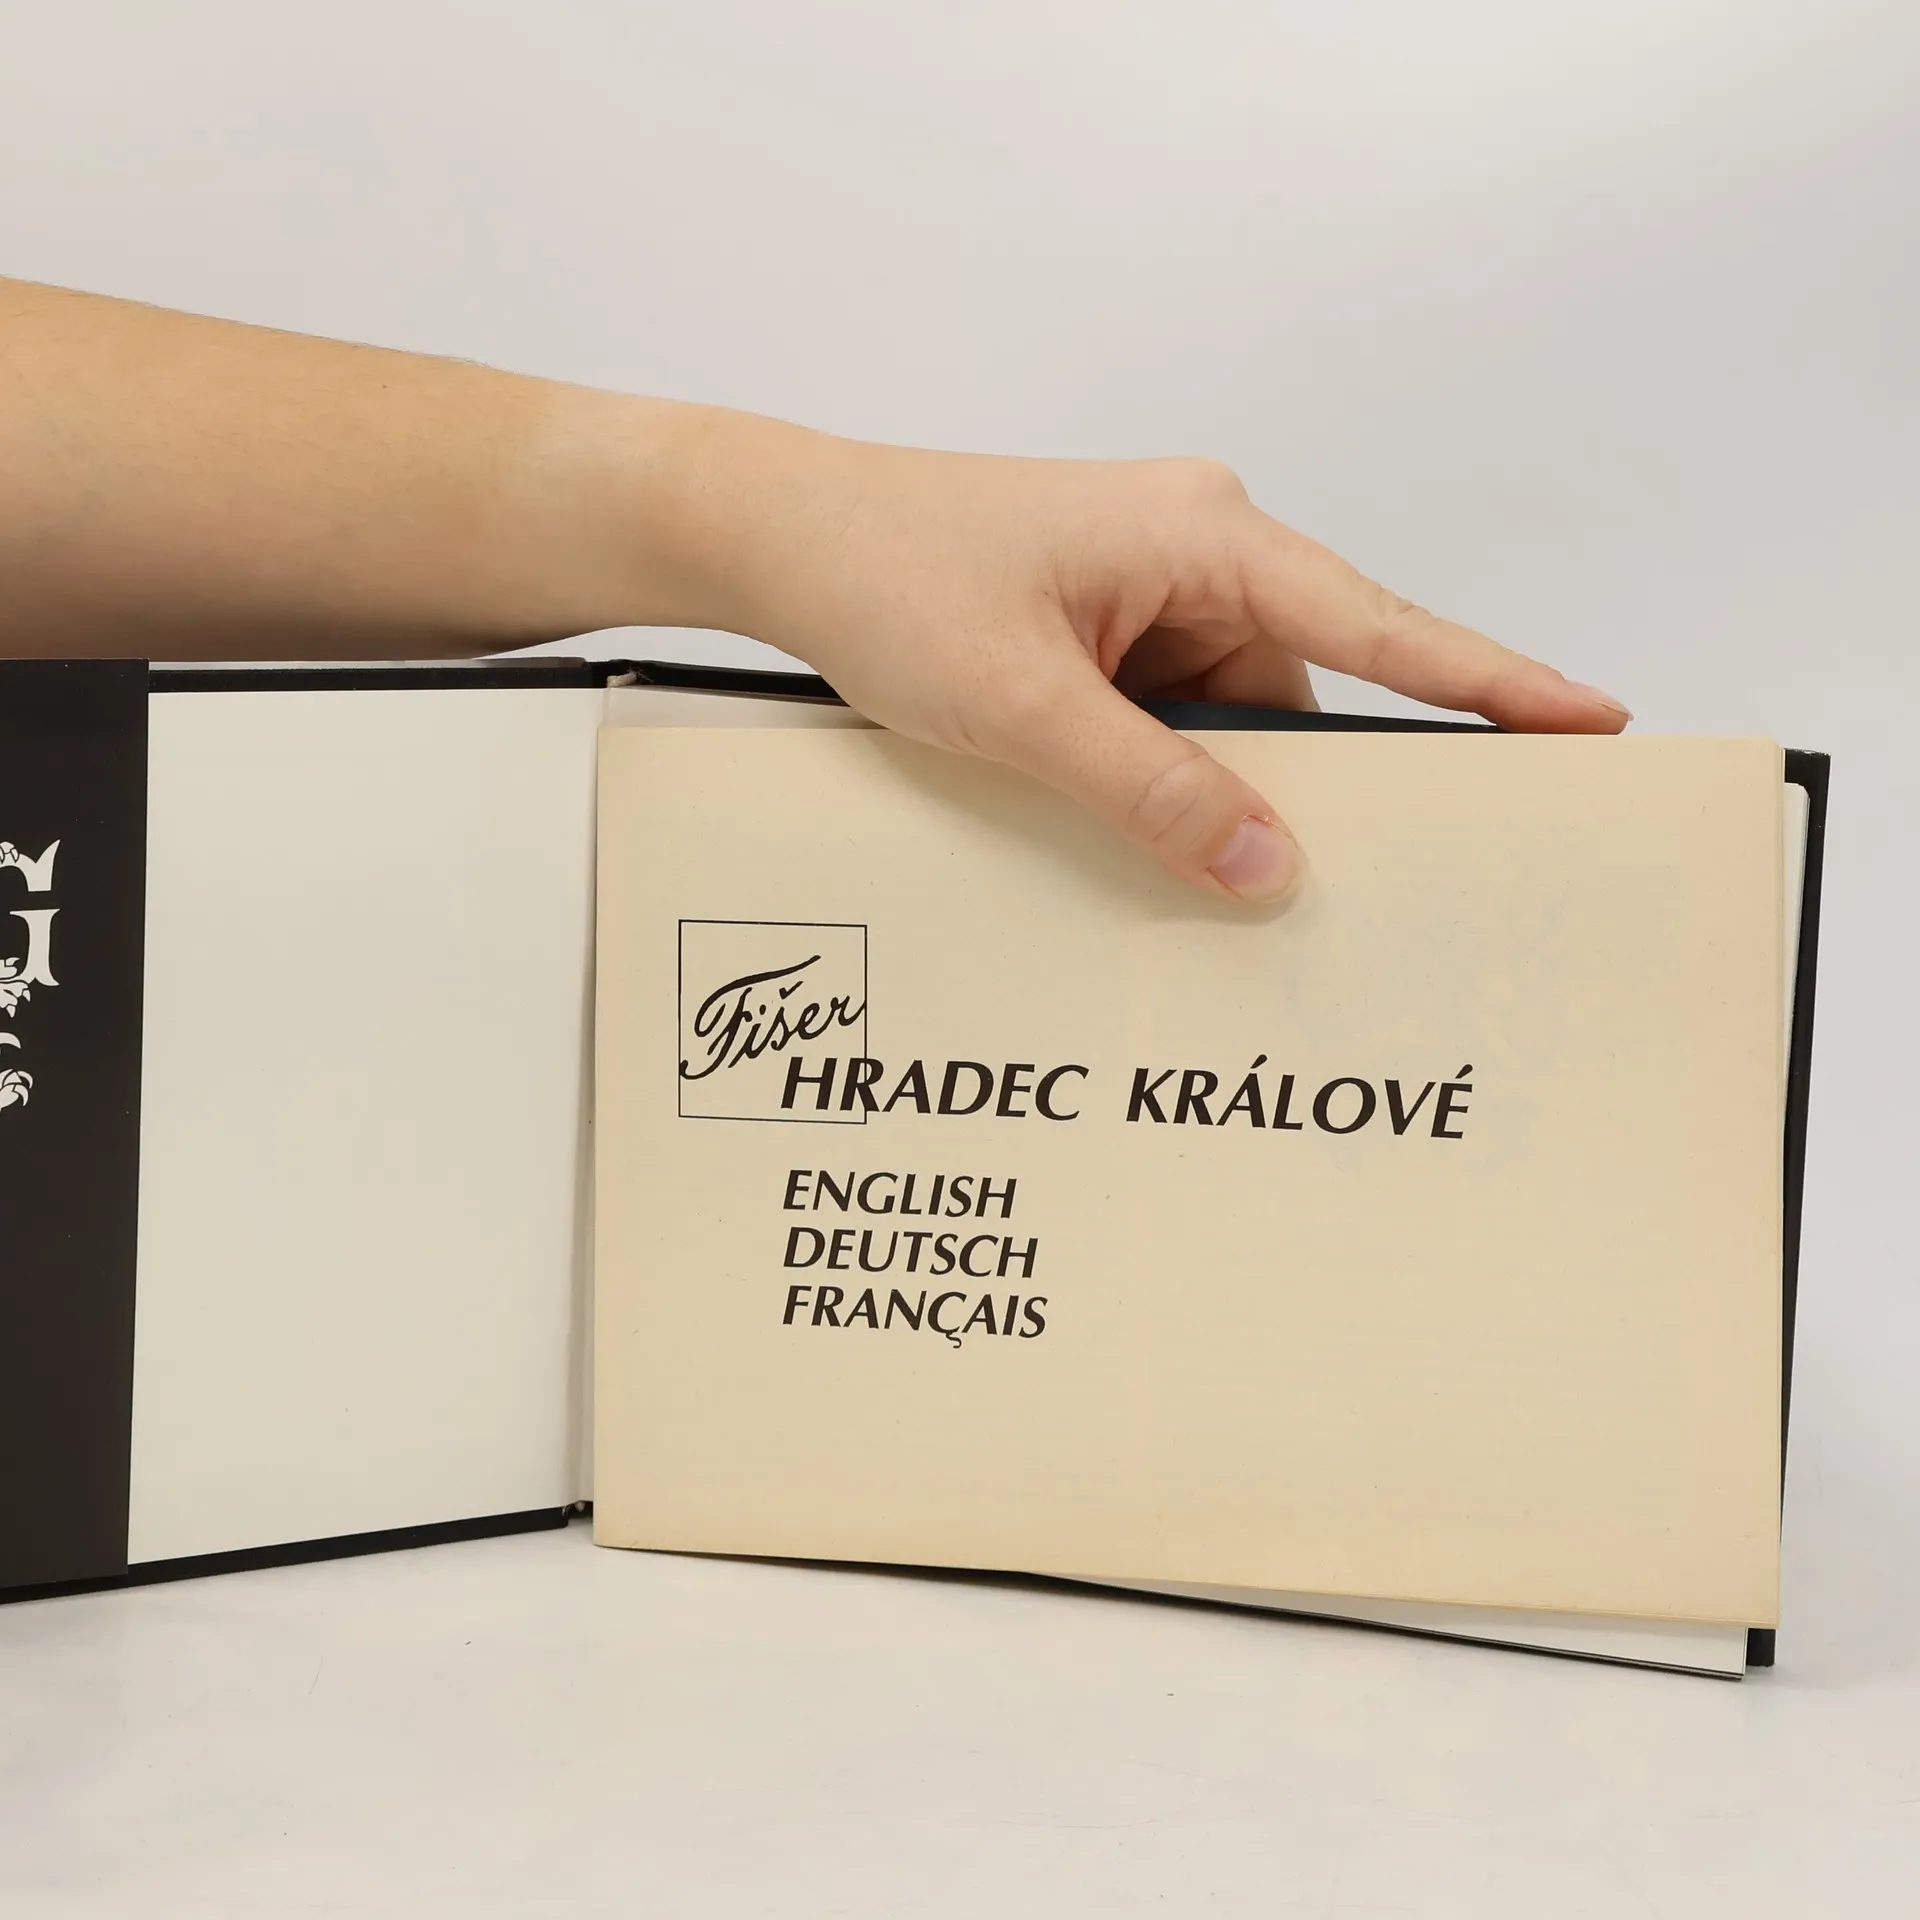 Fišer
HRADEC KRÁLOVÉ
ENGLISH
DEUTSCH
FRANÇAIS